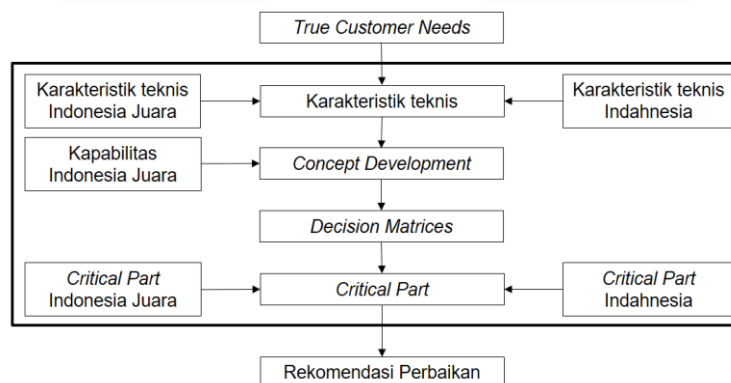 True Customer Needs
Karakteristik teknis
Indonesia Juara
Karakteristik teknis
Karakteristik teknis
Indahnesia
Kapabilitas
Indonesia Juara
Concept Development
Decision Matrices
Critical Part
Indonesia Juara
Critical Part
Critical Part
Indahnesia
Rekomendasi Perbaikan